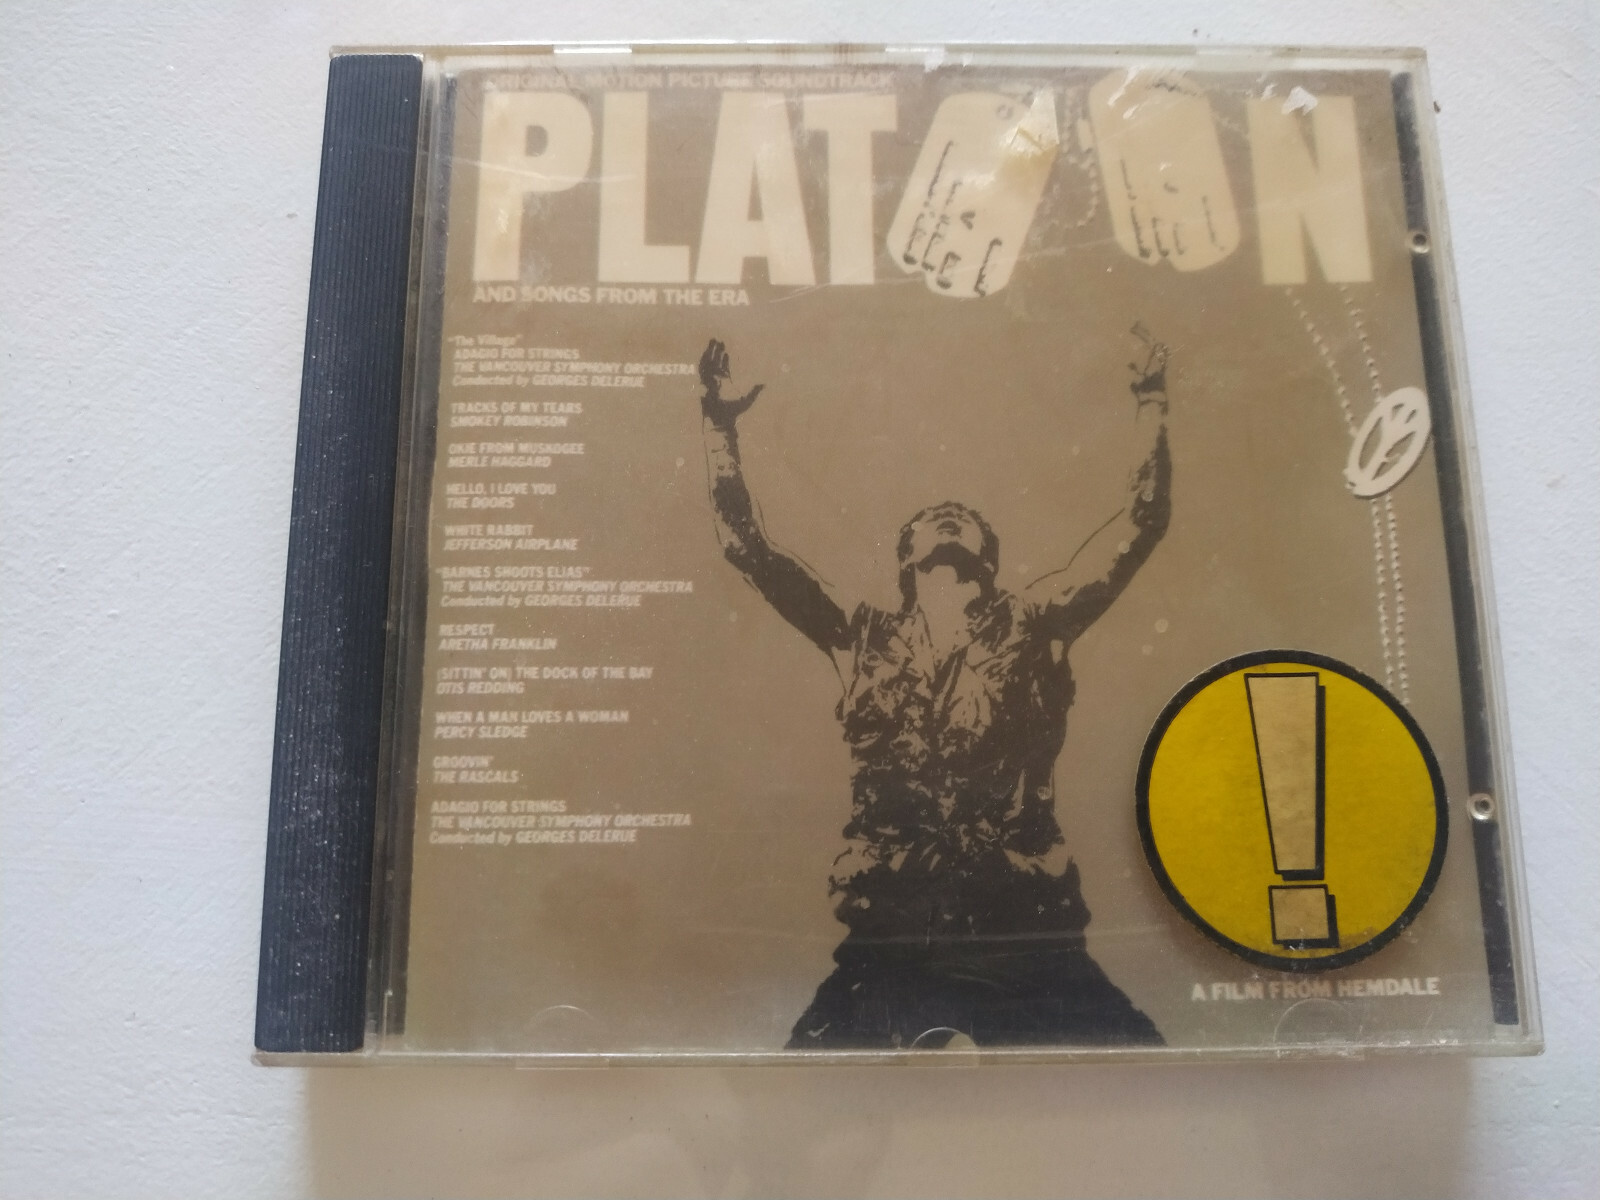 ORIGINAL MOTION PICTURE SOUNDTRACK
PLATOON
AND SONGS FROM THE ERA
"The Village"
ADAGIO FOR STRINGS
THE VANCOUVER SYMPHONY ORCHESTRA
Conducted by GEORGES DELERUE
TRACKS OF MY TEARS
SMOKEY ROBINSON
OKIE FROM MUSKOGEE
MERLE HAGGARD
HELLO, I LOVE YOU
THE DOORS
WHITE RABBIT
JEFFERSON AIRPLANE
"BARNES SHOOTS ELIAS"
THE VANCOUVER SYMPHONY ORCHESTRA
Conducted by GEORGES DELERUE
RESPECT
ARETHA FRANKLIN
(SITTIN' ON) THE DOCK OF THE BAY
OTIS REDDING
WHEN A MAN LOVES A WOMAN
PERCY SLEDGE
GROOVIN'
THE RASCALS
ADAGIO FOR STRINGS
THE VANCOUVER SYMPHONY ORCHESTRA
Conducted by GEORGES DELERUE
!
A FILM FROM HEMDALE